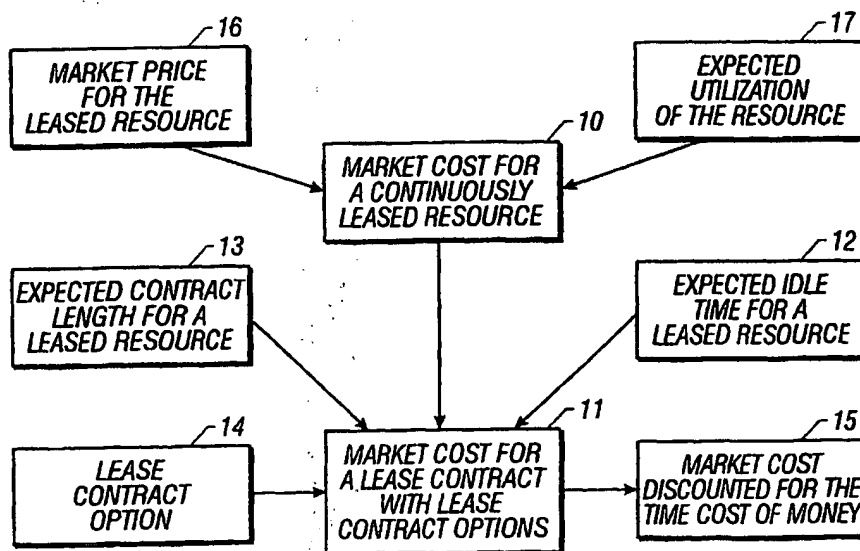 16
MARKET PRICE
FOR THE
LEASED RESOURCE
17
EXPECTED
UTILIZATION
OF THE RESOURCE
10
MARKET COST FOR
A CONTINUOUSLY
LEASED RESOURCE
13
EXPECTED CONTRACT
LENGTH FOR A
LEASED RESOURCE
12
EXPECTED IDLE
TIME FOR A
LEASED RESOURCE
14
LEASE
CONTRACT
OPTION
11
MARKET COST FOR
A LEASE CONTRACT
WITH LEASE
CONTRACT OPTIONS
15
MARKET COST
DISCOUNTED FOR THE
TIME COST OF MONEY